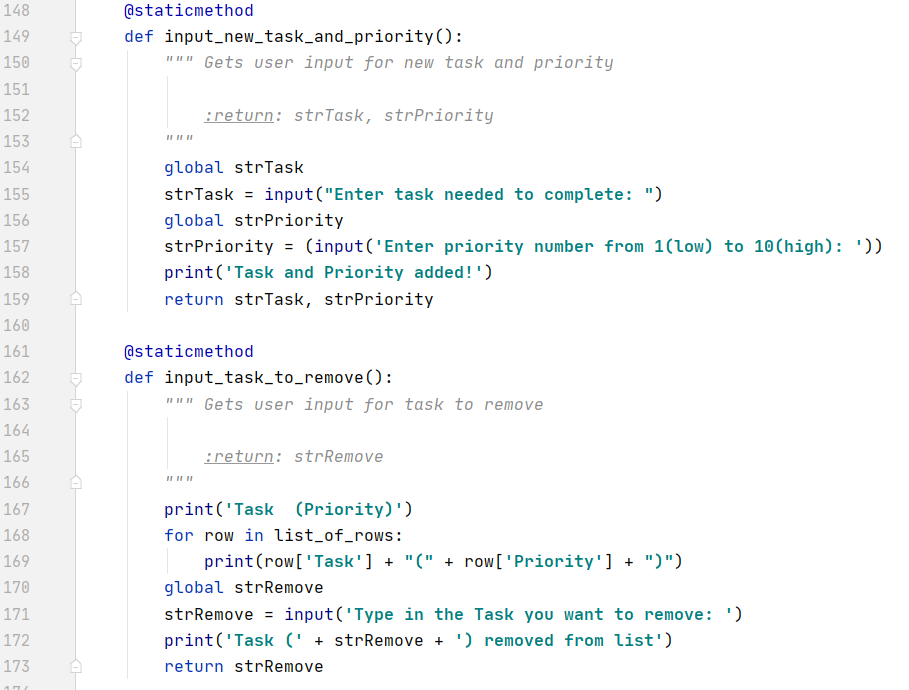 148 @staticmethod
149 def input_new_task_and_priority():
150 """ Gets user input for new task and priority
151
152 :return: strTask, strPriority
153 """
154 global strTask
155 strTask = input("Enter task needed to complete: ")
156 global strPriority
157 strPriority = (input('Enter priority number from 1(low) to 10(high): '))
158 print('Task and Priority added!')
159 return strTask, strPriority
160
161 @staticmethod
162 def input_task_to_remove():
163 """ Gets user input for task to remove
164
165 :return: strRemove
166 """
167 print('Task  (Priority)')
168 for row in list_of_rows:
169 print(row['Task'] + "(" + row['Priority'] + ")")
170 global strRemove
171 strRemove = input('Type in the Task you want to remove: ')
172 print('Task (' + strRemove + ') removed from list')
173 return strRemove